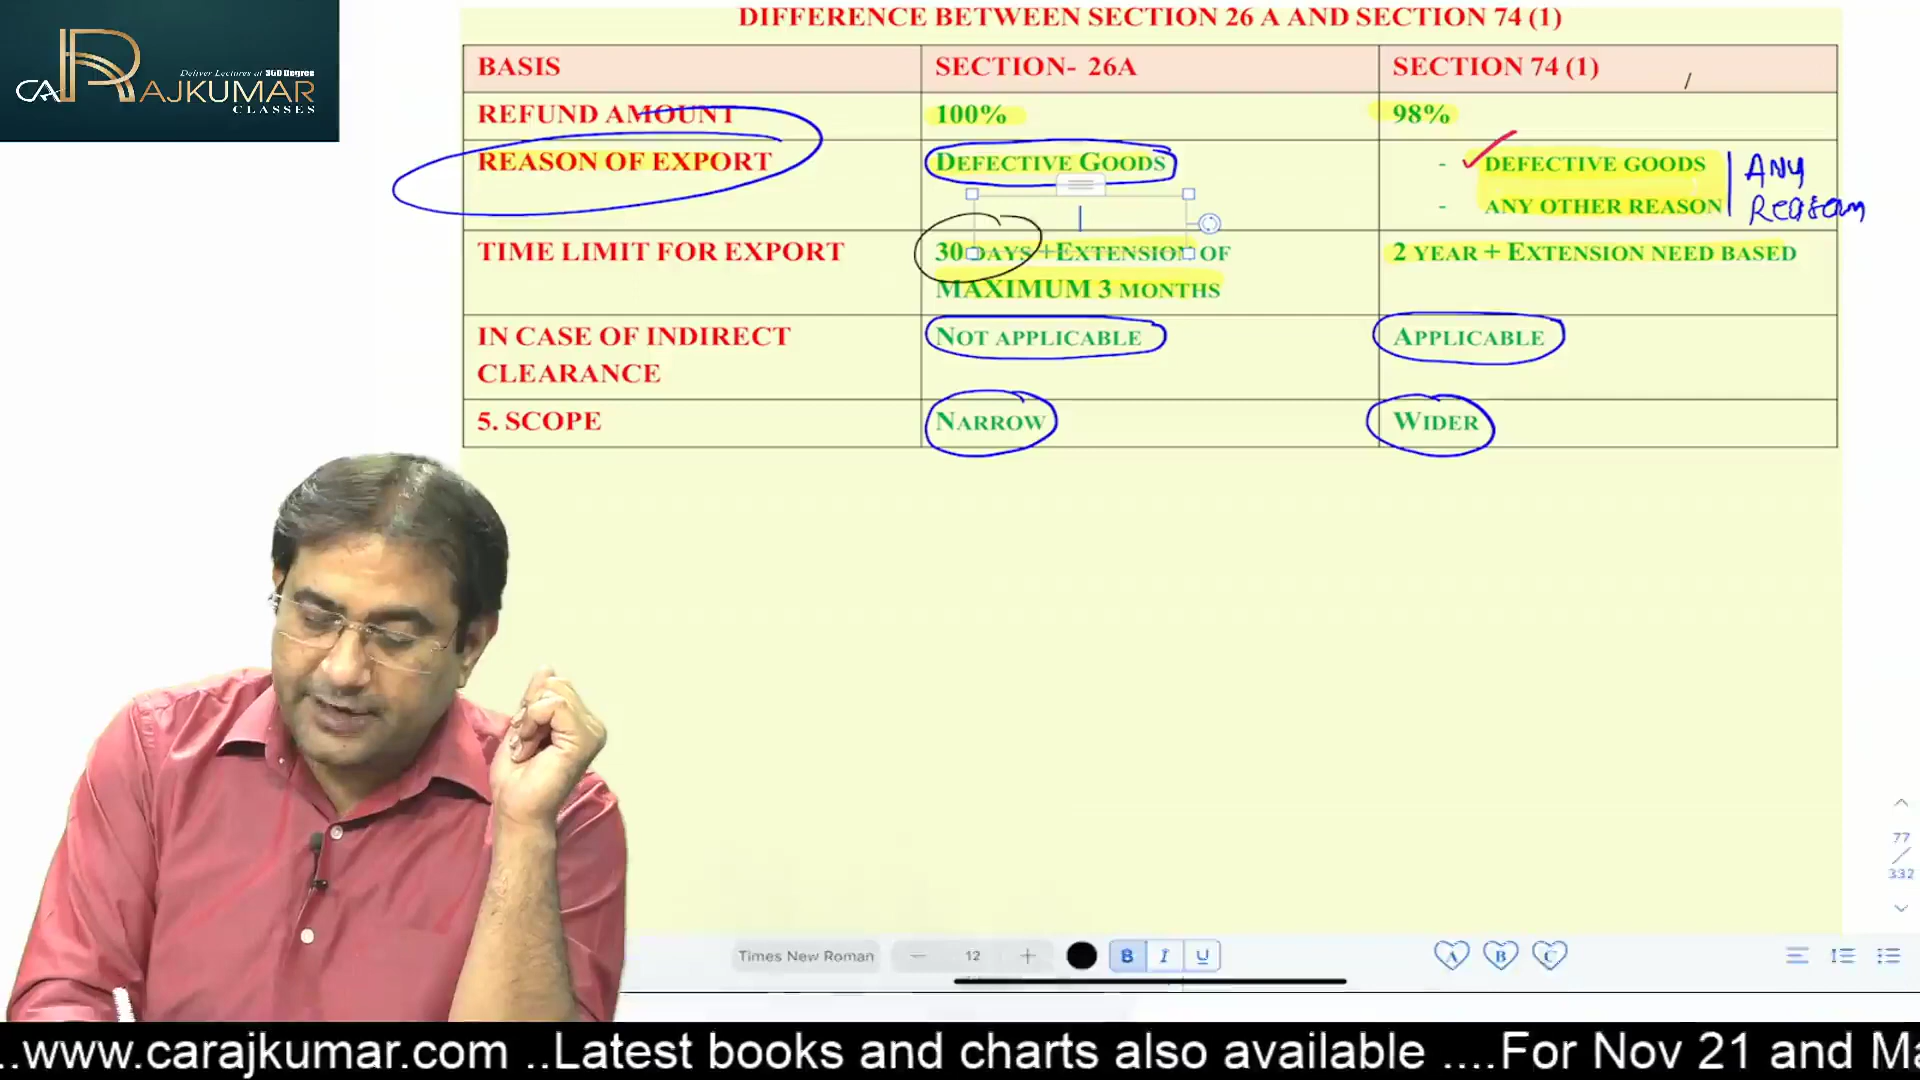 Deliver Lectures at 360 Degree
CA RAJKUMAR
CLASSES
DIFFERENCE BETWEEN SECTION 26 A AND SECTION 74 (1)
BASIS
SECTION- 26A
SECTION 74 (1)
REFUND AMOUNT
100%
98%
REASON OF EXPORT
DEFECTIVE GOODS
- DEFECTIVE GOODS
- ANY OTHER REASON
Any
Reason
TIME LIMIT FOR EXPORT
30 DAYS +EXTENSION OF
MAXIMUM 3 MONTHS
2 YEAR + EXTENSION NEED BASED
IN CASE OF INDIRECT
CLEARANCE
NOT APPLICABLE
APPLICABLE
5. SCOPE
NARROW
WIDER
77
/
332
Times New Roman
12
B I U
A B C
..www.carajkumar.com ..Latest books and charts also available ....For Nov 21 and Ma